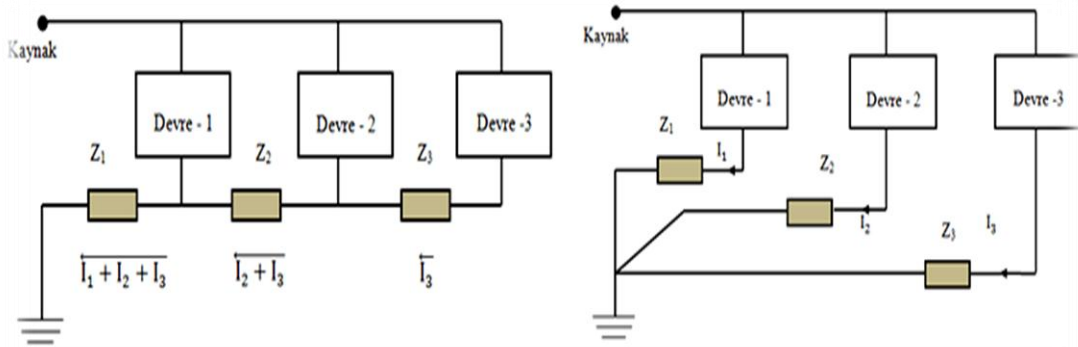 Kaynak
Devre - 1
Devre - 2
Devre -3
Z₁
Z₂
Z₃
I₁ + I₂ + I₃
I₂ + I₃
I₃
Kaynak
Devre - 1
Devre - 2
Devre -3
Z₁
I₁
Z₂
I₂
Z₃
I₃